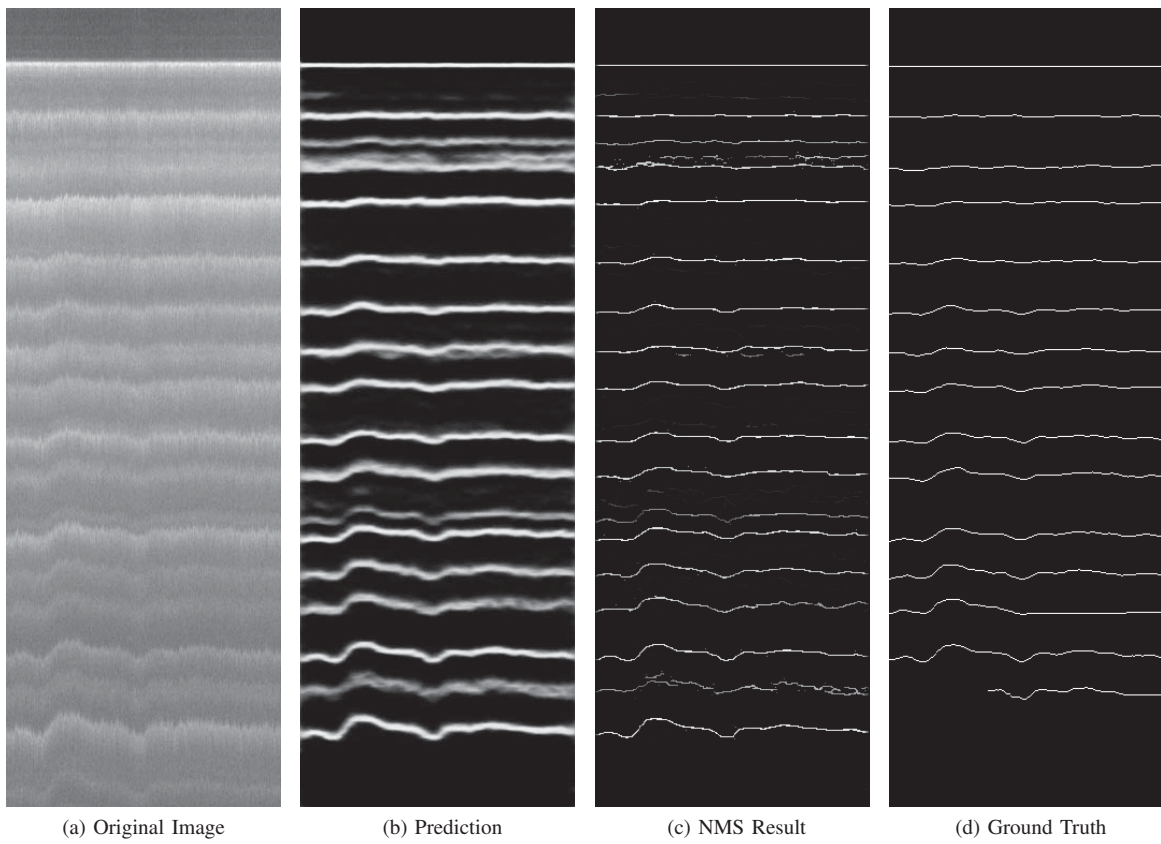 (a) Original Image
(b) Prediction
(c) NMS Result
(d) Ground Truth